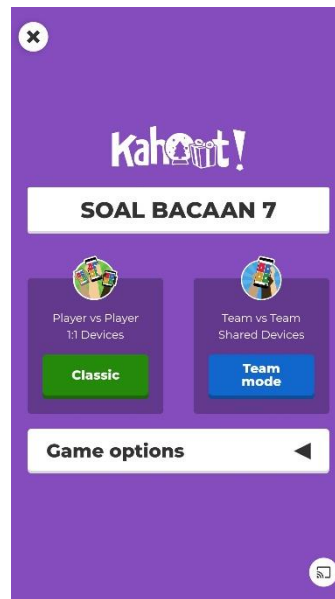 Kahoot!
SOAL BACAAN 7
Player vs Player
1:1 Devices
Classic
Team vs Team
Shared Devices
Team
mode
Game options